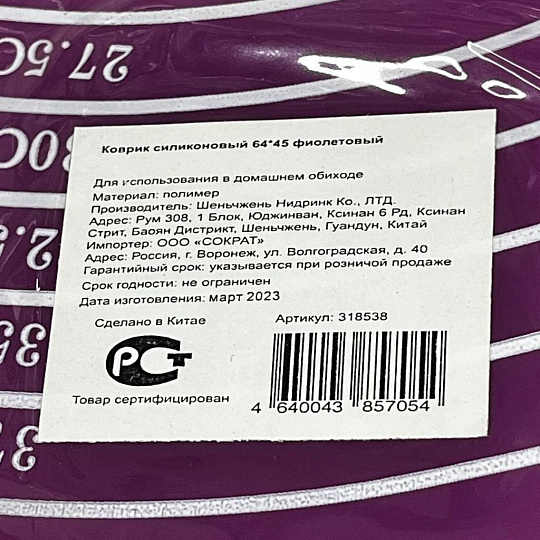 27.5C
30C
Коврик силиконовый 64*45 фиолетовый
Для использования в домашнем обиходе
Материал: полимер
Производитель: Шеньчжень Нидринк Ко., ЛТД.
Адрес: Рум 308, 1 Блок, Юджинван, Ксинан 6 Рд, Ксинан
Стрит, Баоян Дистрикт, Шеньчжень, Гуандун, Китай
Импортер: ООО «СОКРАТ»
Адрес: Россия, г. Воронеж, ул. Волгоградская, д. 40
Гарантийный срок: указывается при розничной продаже
Срок годности: не ограничен
Дата изготовления: март 2023
Сделано в Китае
Артикул: 318538
РСТ
Товар сертифицирован
4 640043 857054